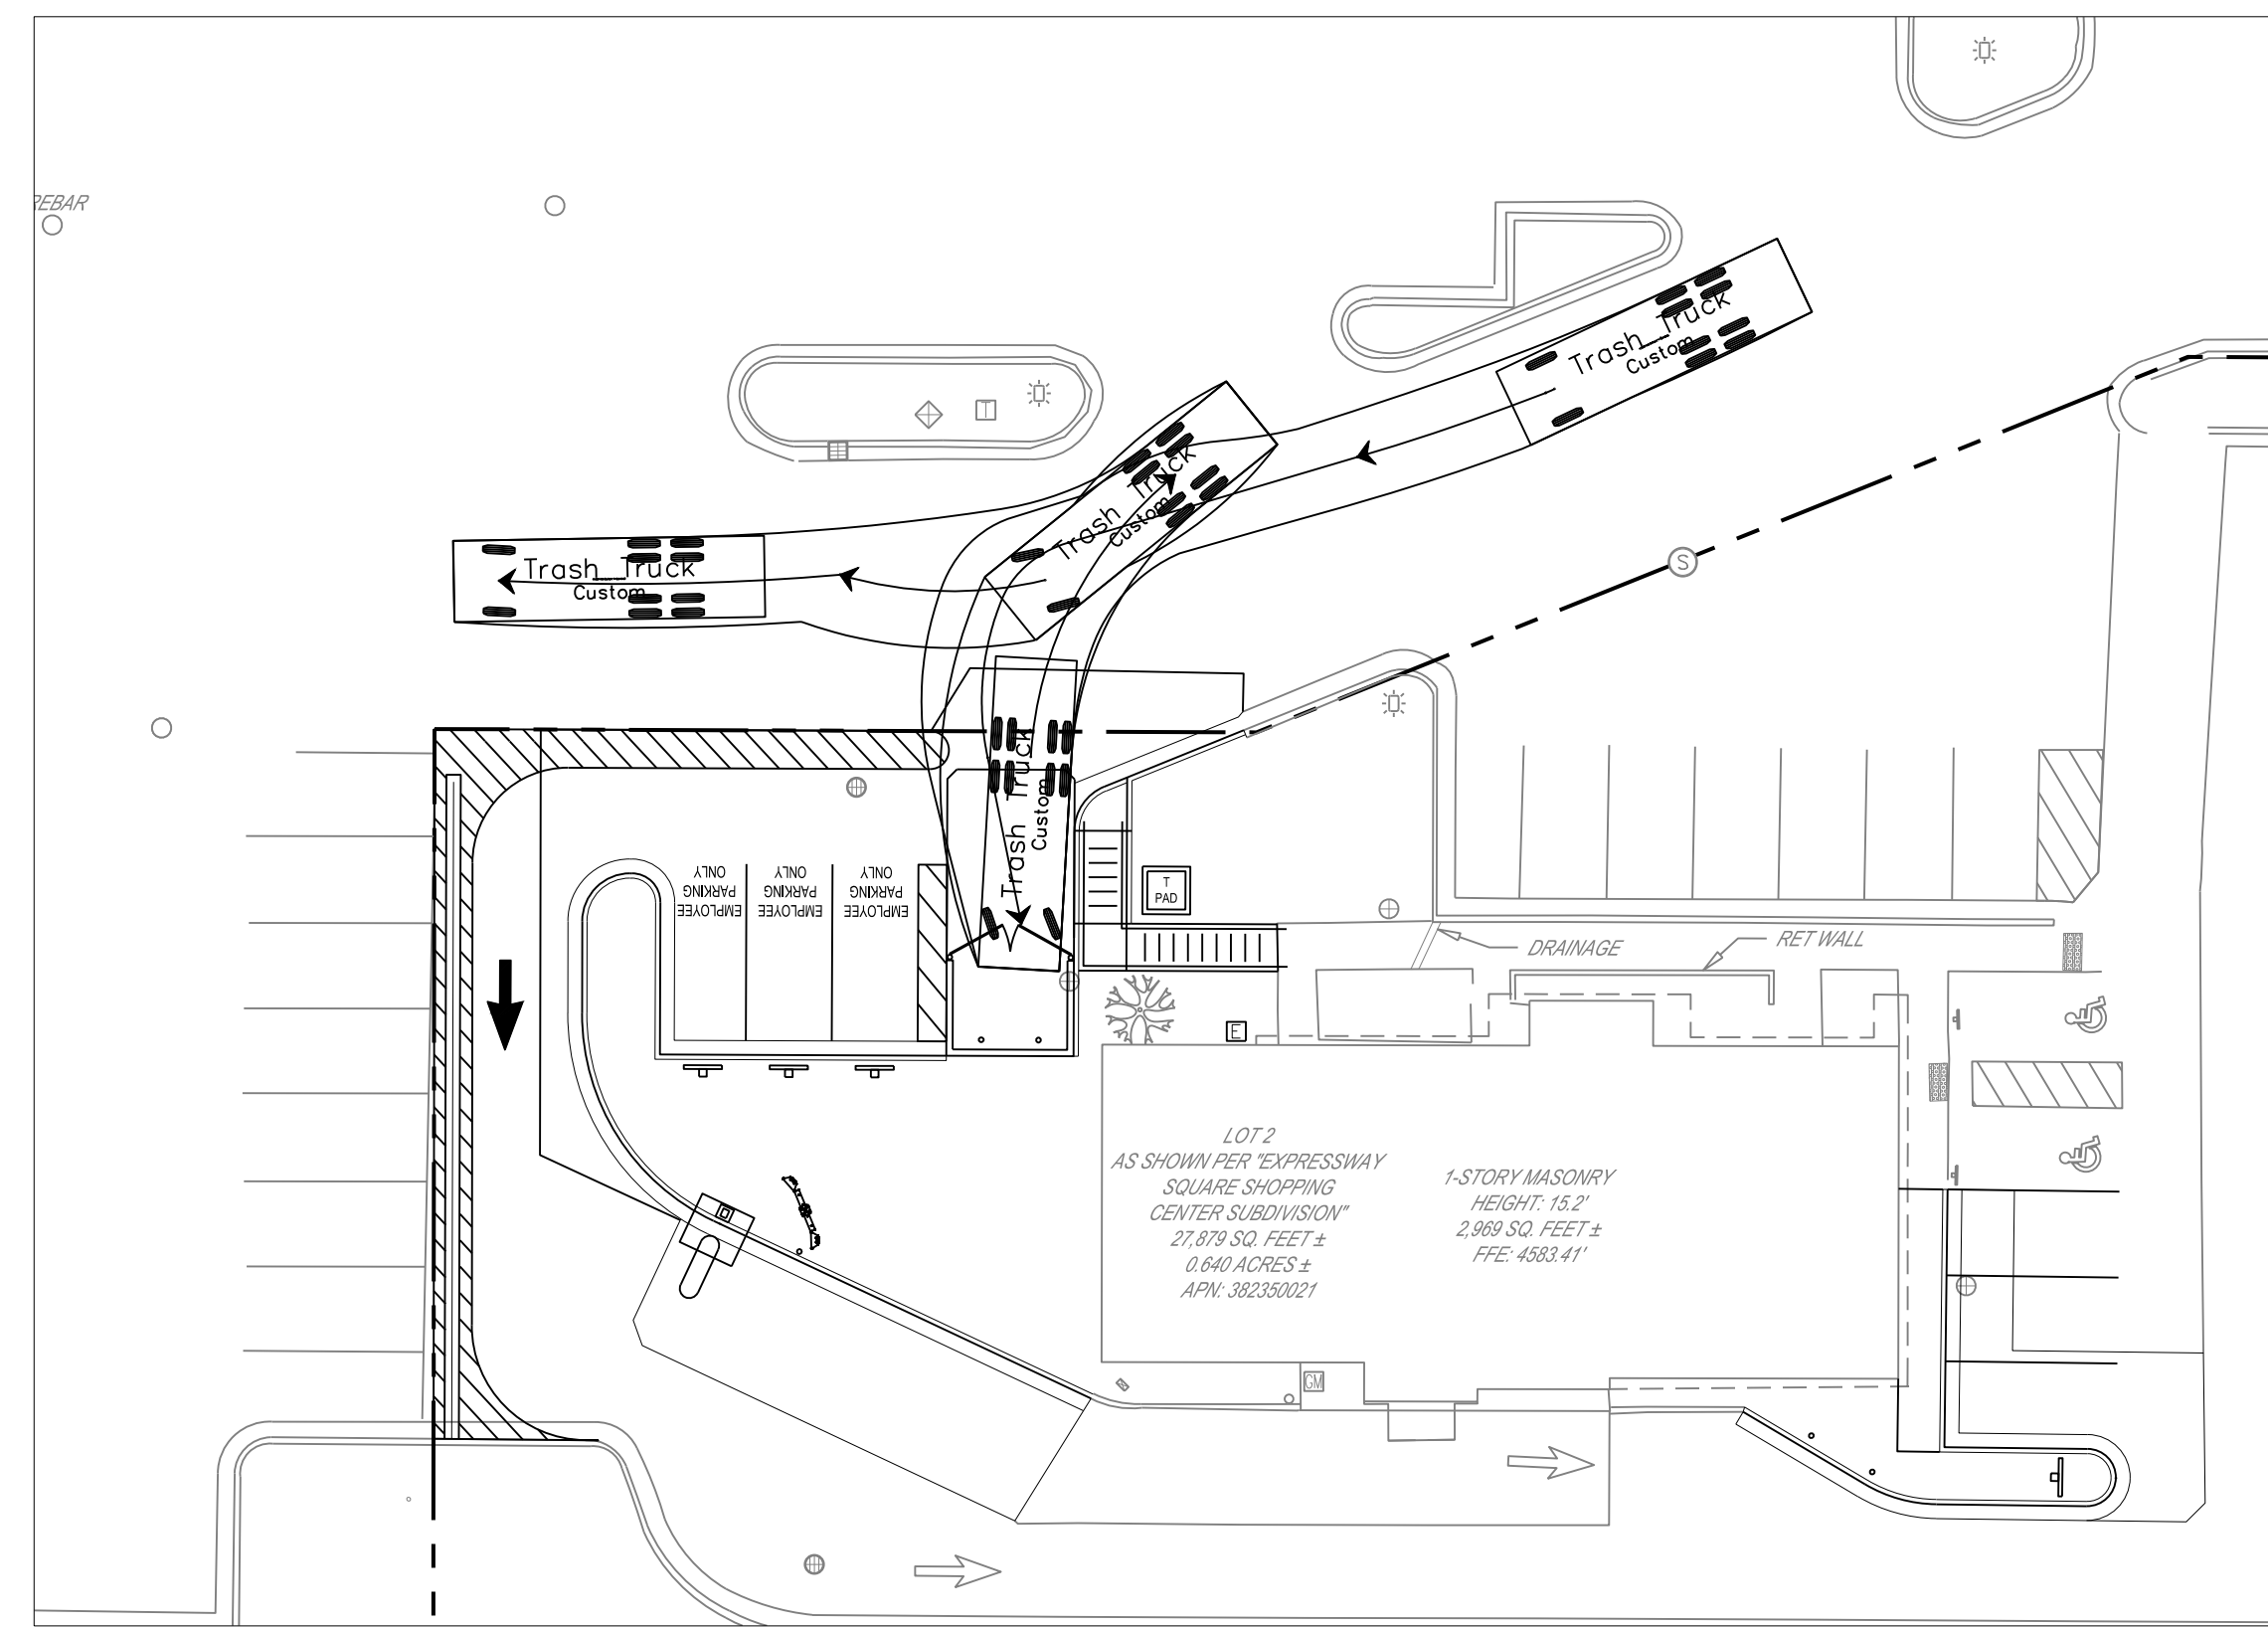 REBAR
Trash_Truck
Custom
T
Trash_Truck
Custom
Trash_Truck
Custom
S
Trash_Truck
Custom
EMPLOYEE
PARKING
ONLY
EMPLOYEE
PARKING
ONLY
EMPLOYEE
PARKING
ONLY
T
PAD
DRAINAGE
RET WALL
E
LOT 2
AS SHOWN PER "EXPRESSWAY
SQUARE SHOPPING
CENTER SUBDIVISION"
27,879 SQ. FEET ±
0.640 ACRES ±
APN: 382350021
1-STORY MASONRY
HEIGHT: 15.2'
2,969 SQ. FEET ±
FFE: 4583.41'
GM